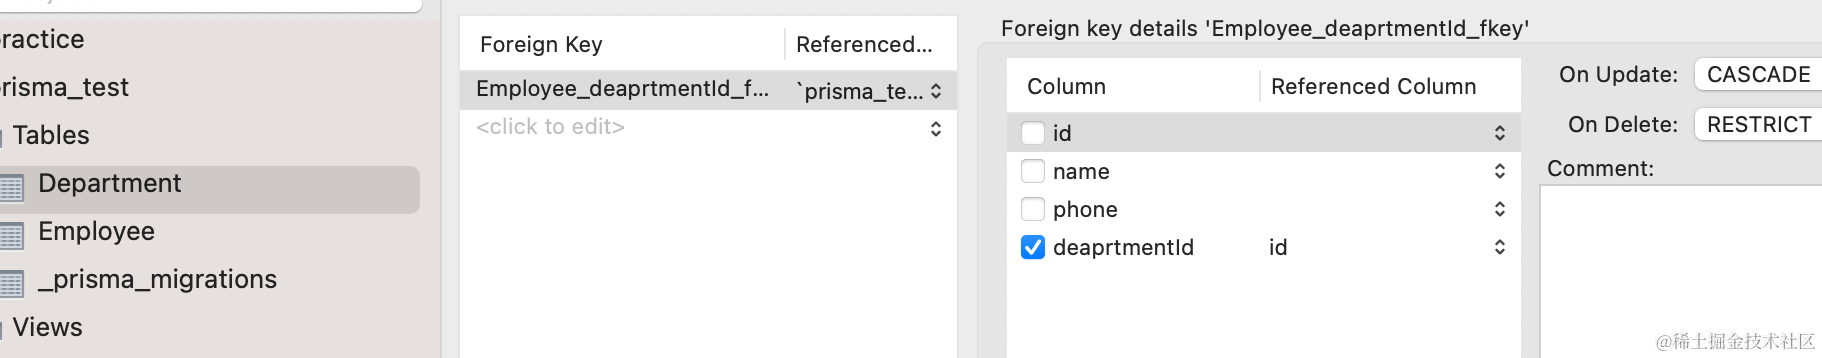 ractice
risma_test
Tables
Department
Employee
_prisma_migrations
Views
Foreign Key Referenced...
Employee_deaprtmentId_f... `prisma_te...
<click to edit>
Foreign key details 'Employee_deaprtmentId_fkey'
Column Referenced Column
id
name
phone
deaprtmentId id
On Update: CASCADE
On Delete: RESTRICT
Comment:
@稀土掘金技术社区